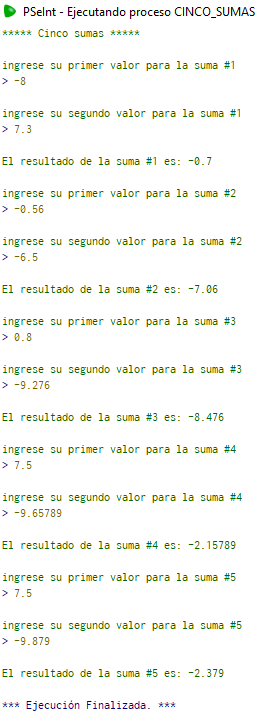 PSeInt - Ejecutando proceso CINCO_SUMAS
***** Cinco sumas *****
ingrese su primer valor para la suma #1
> -8
ingrese su segundo valor para la suma #1
> 7.3
El resultado de la suma #1 es: -0.7
ingrese su primer valor para la suma #2
> -0.56
ingrese su segundo valor para la suma #2
> -6.5
El resultado de la suma #2 es: -7.06
ingrese su primer valor para la suma #3
> 0.8
ingrese su segundo valor para la suma #3
> -9.276
El resultado de la suma #3 es: -8.476
ingrese su primer valor para la suma #4
> 7.5
ingrese su segundo valor para la suma #4
> -9.65789
El resultado de la suma #4 es: -2.15789
ingrese su primer valor para la suma #5
> 7.5
ingrese su segundo valor para la suma #5
> -9.879
El resultado de la suma #5 es: -2.379
*** Ejecución Finalizada. ***